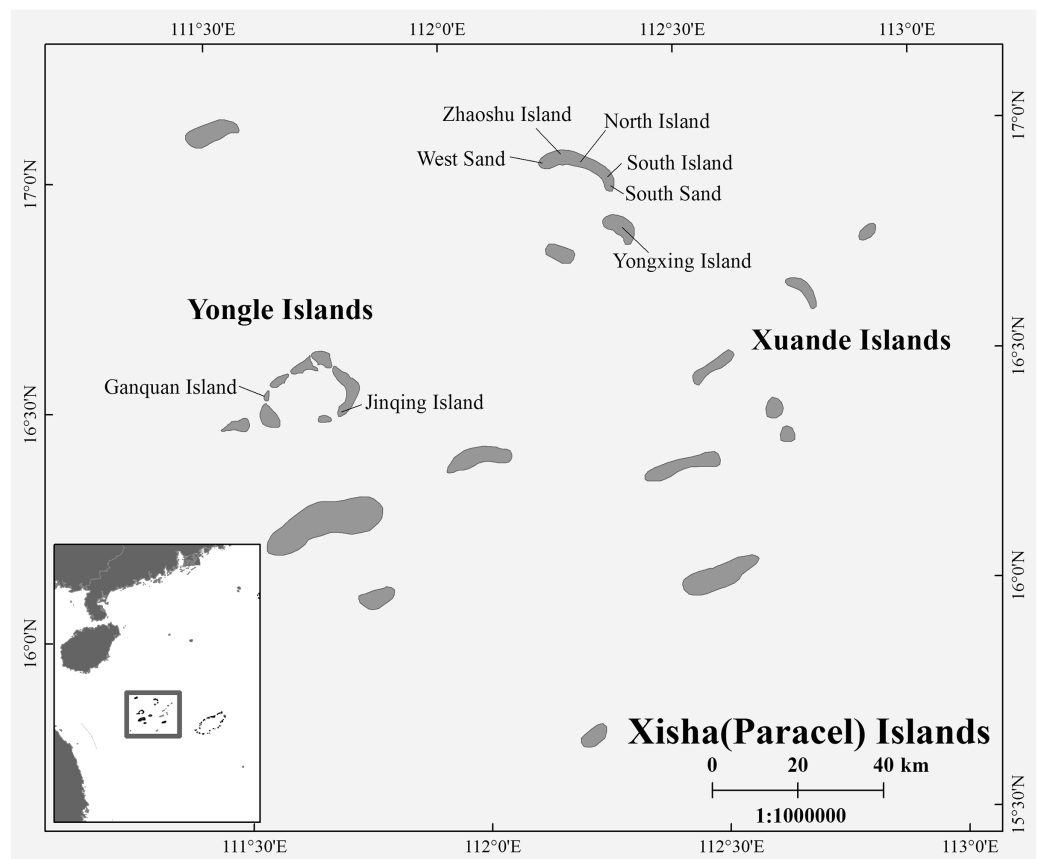 111°30'E 112°0'E 112°30'E 113°0'E
17°0'N
Zhaoshu Island
North Island
West Sand
South Island
17°0'N
South Sand
Yongxing Island
Yongle Islands
16°30'N
Xuande Islands
Ganquan Island
Jinqing Island
16°30'N
16°0'N
16°0'N
Xisha(Paracel) Islands
0 20 40 km
15°30'N
1:1000000
111°30'E 112°0'E 112°30'E 113°0'E